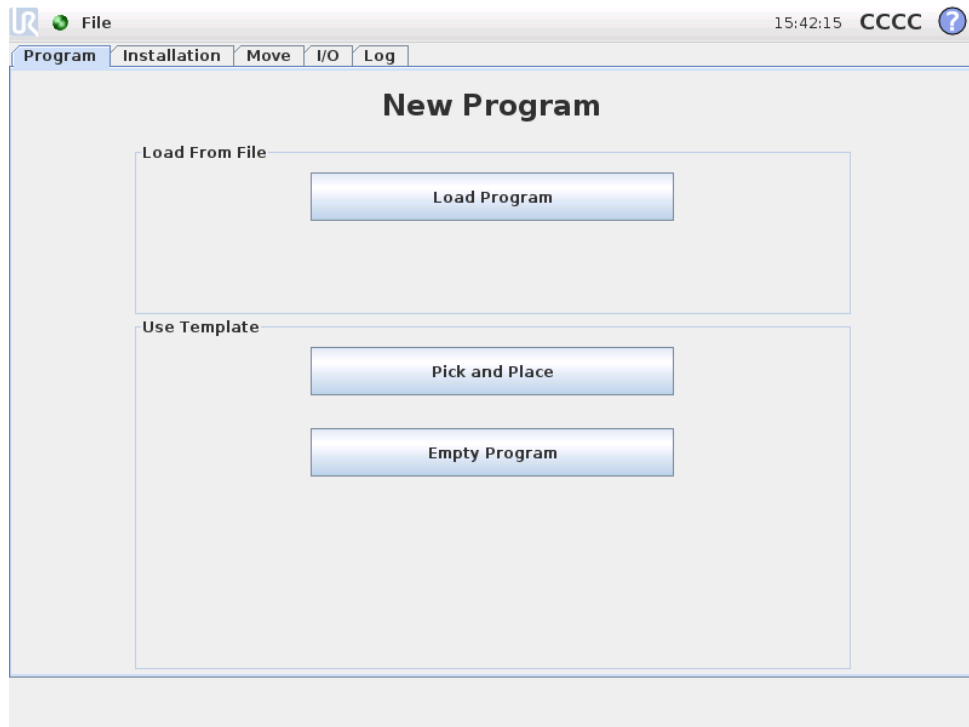 UR File 15:42:15 CCCC ?
Program Installation Move I/O Log
New Program
Load From File
Load Program
Use Template
Pick and Place
Empty Program